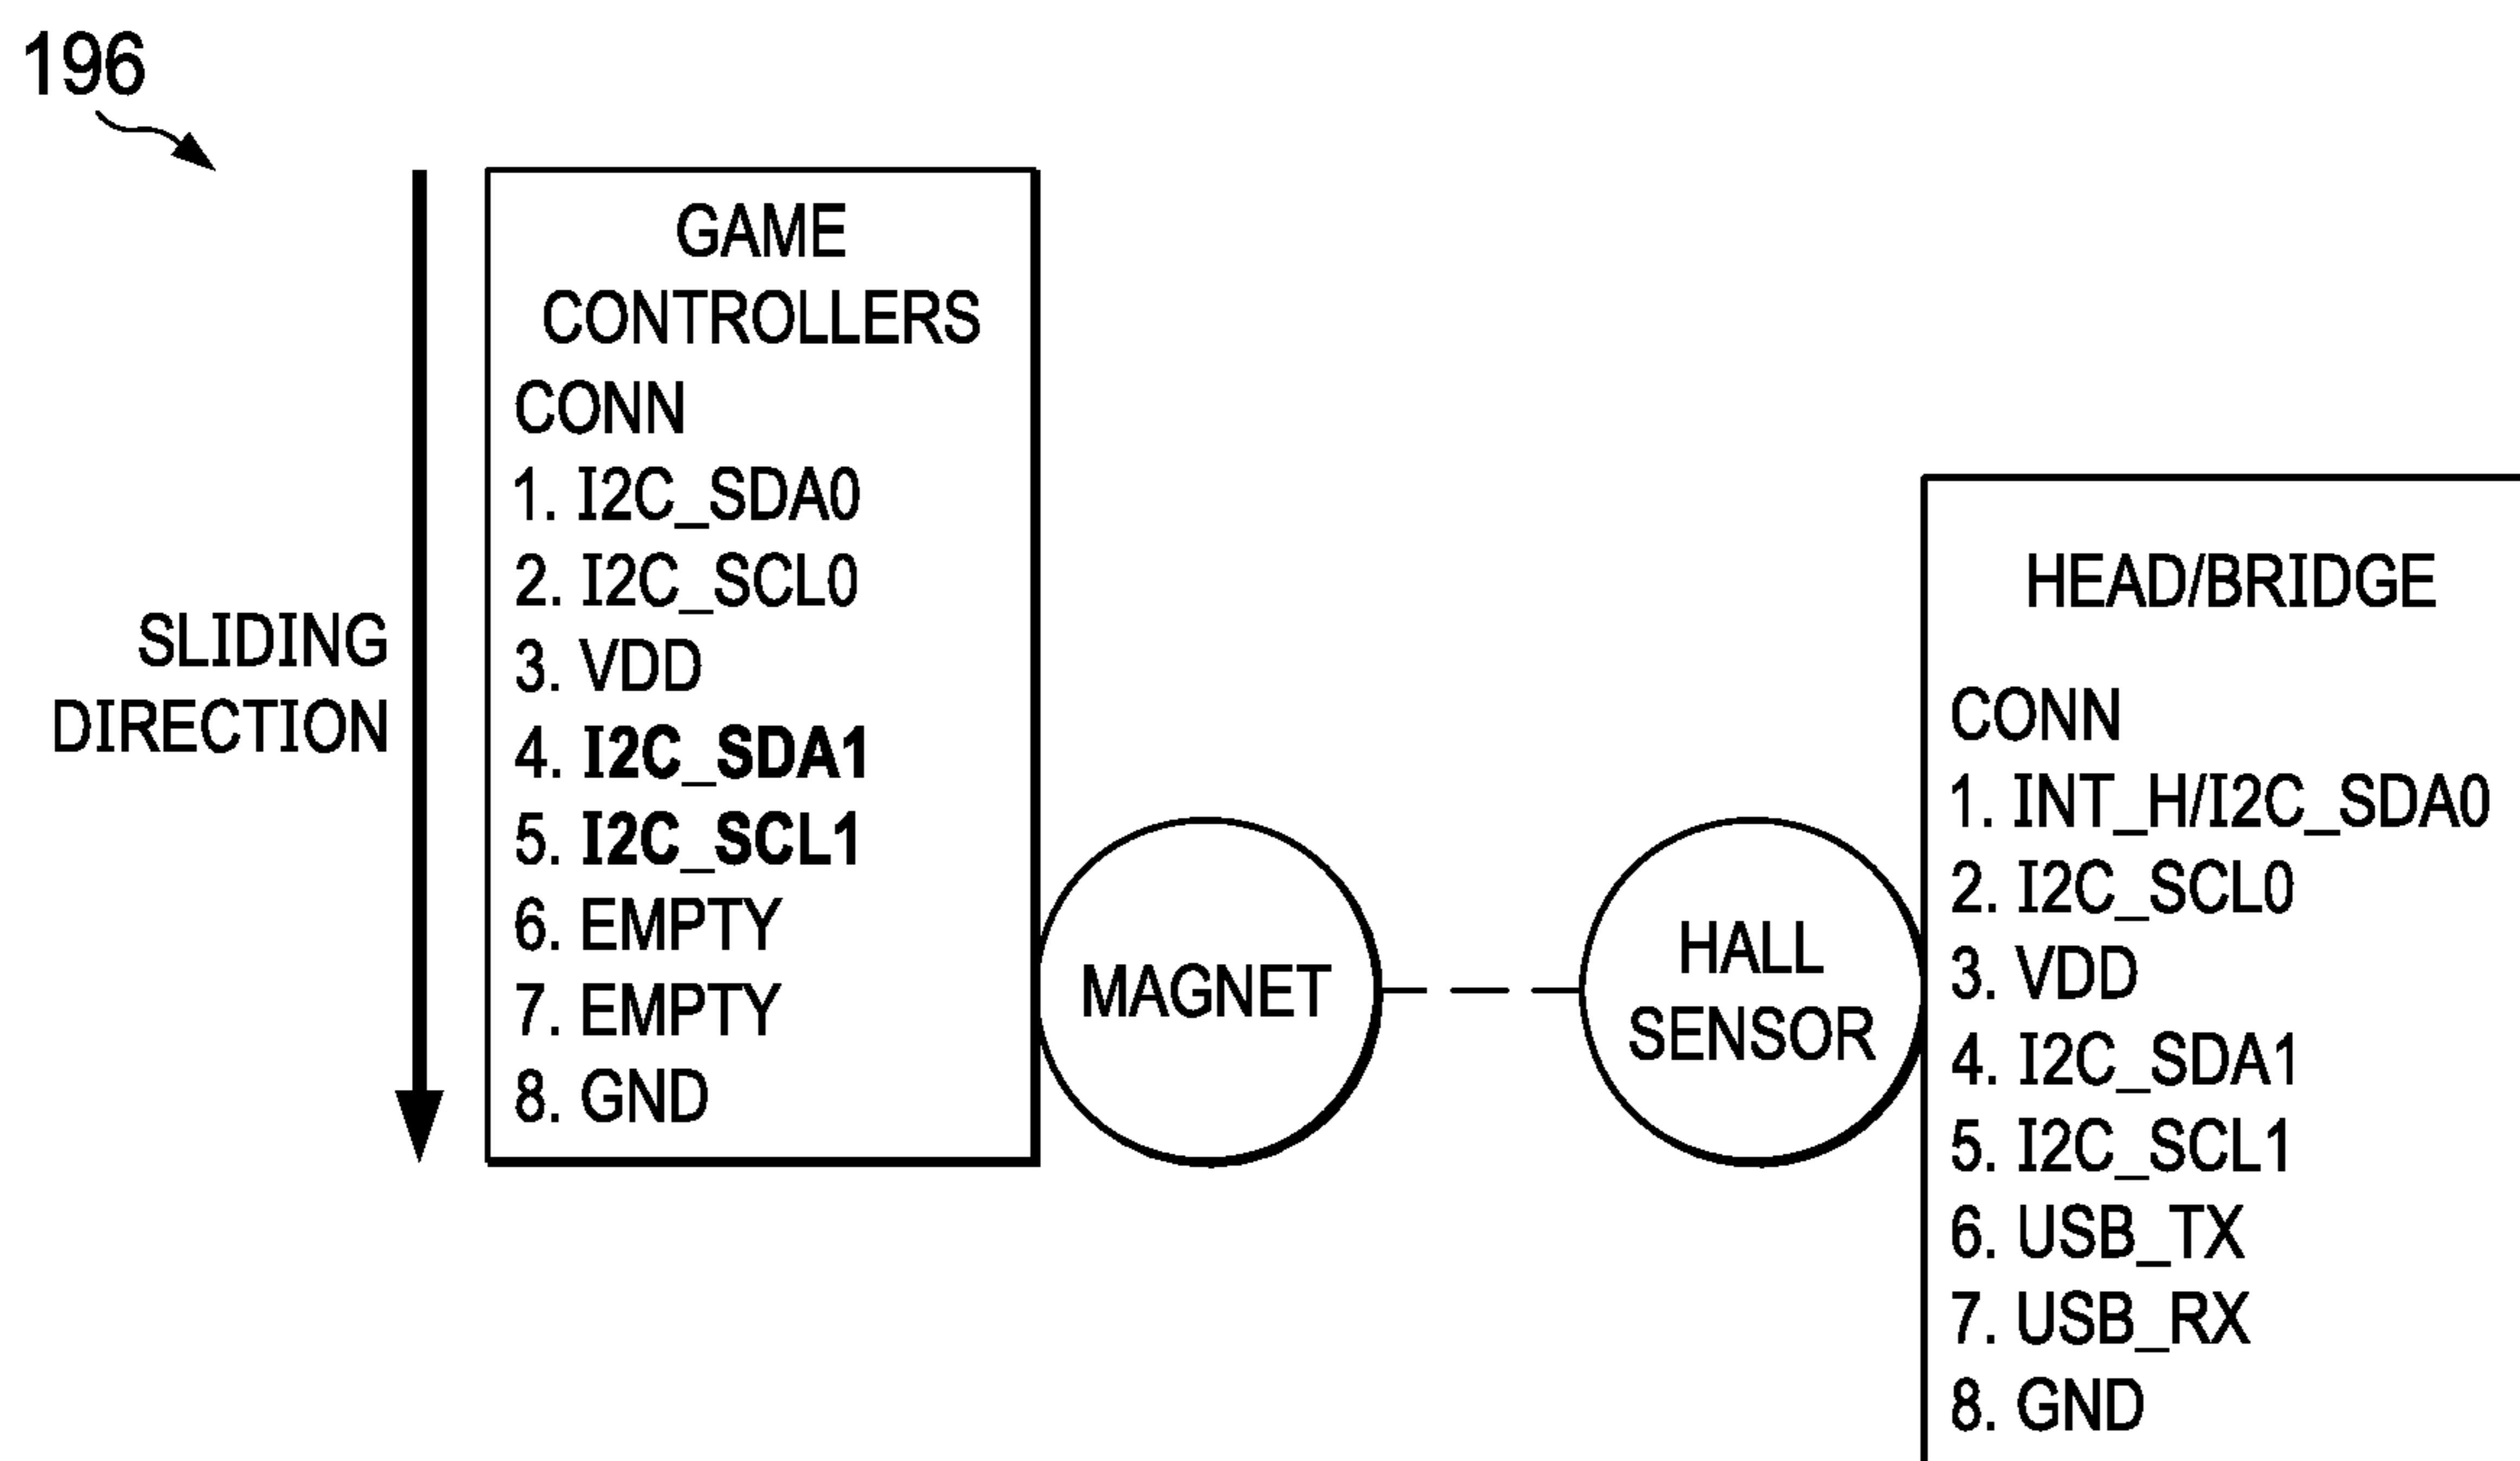 196
SLIDING
DIRECTION
GAME
CONTROLLERS
CONN
1. I2C_SDA0
2. I2C_SCL0
3. VDD
4. I2C_SDA1
5. I2C_SCL1
6. EMPTY
7. EMPTY
8. GND
MAGNET
HALL
SENSOR
HEAD/BRIDGE
CONN
1. INT_H/I2C_SDA0
2. I2C_SCL0
3. VDD
4. I2C_SDA1
5. I2C_SCL1
6. USB_TX
7. USB_RX
8. GND